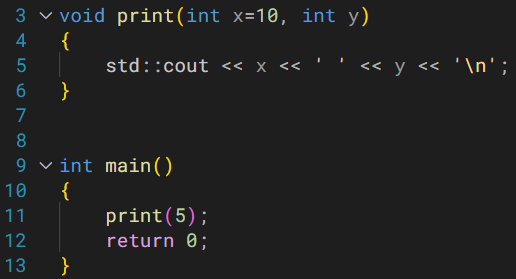 3 void print(int x=10, int y)
4 {
5     std::cout << x << ' ' << y << '\n';
6 }
7
8
9 int main()
10 {
11     print(5);
12     return 0;
13 }